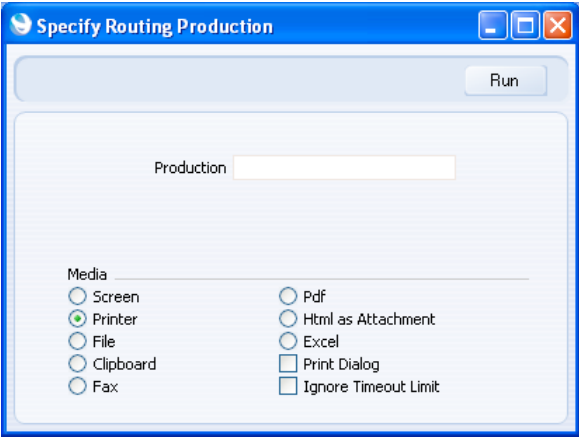 Specify Routing Production
Run
Production
Media
Screen
Printer
File
Clipboard
Fax
Pdf
Html as Attachment
Excel
Print Dialog
Ignore Timeout Limit